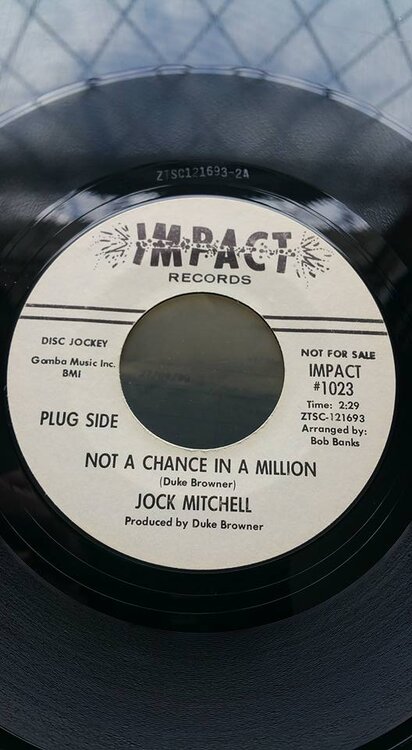 ZTSC121693-2A
IMPACT
RECORDS
DISC JOCKEY
Gomba Music Inc.
BMI
NOT FOR SALE
IMPACT
#1023
Time: 2:29
ZTSC-121693
Arranged by:
Bob Banks
PLUG SIDE
NOT A CHANCE IN A MILLION
(Duke Browner)
JOCK MITCHELL
Produced by Duke Browner